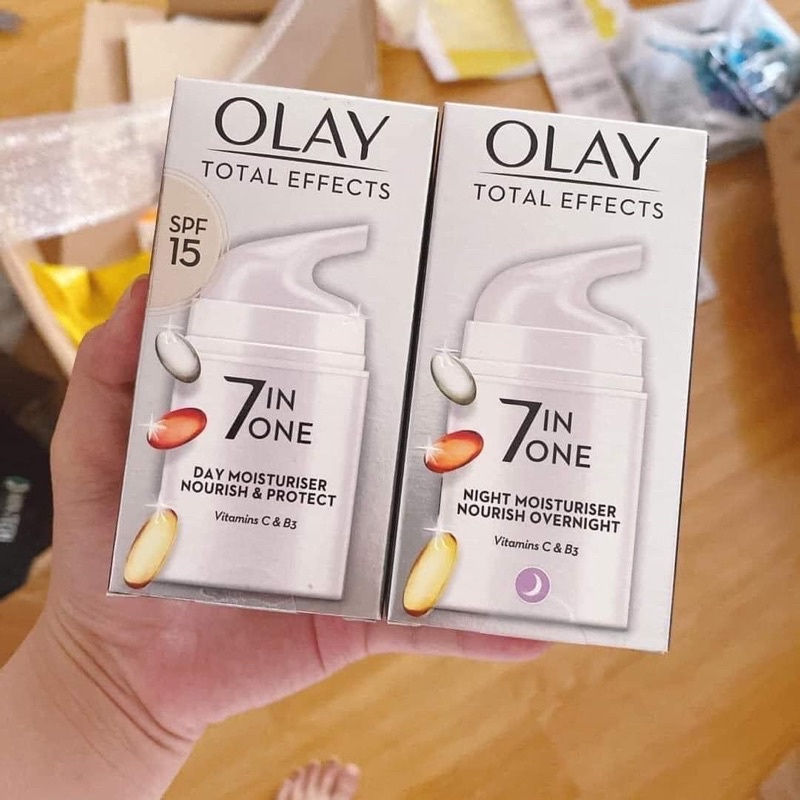 OLAY
TOTAL EFFECTS
SPF
15
7 IN
ONE
DAY MOISTURISER
NOURISH & PROTECT
Vitamins C & B3
OLAY
TOTAL EFFECTS
7 IN
ONE
NIGHT MOISTURISER
NOURISH OVERNIGHT
Vitamins C & B3